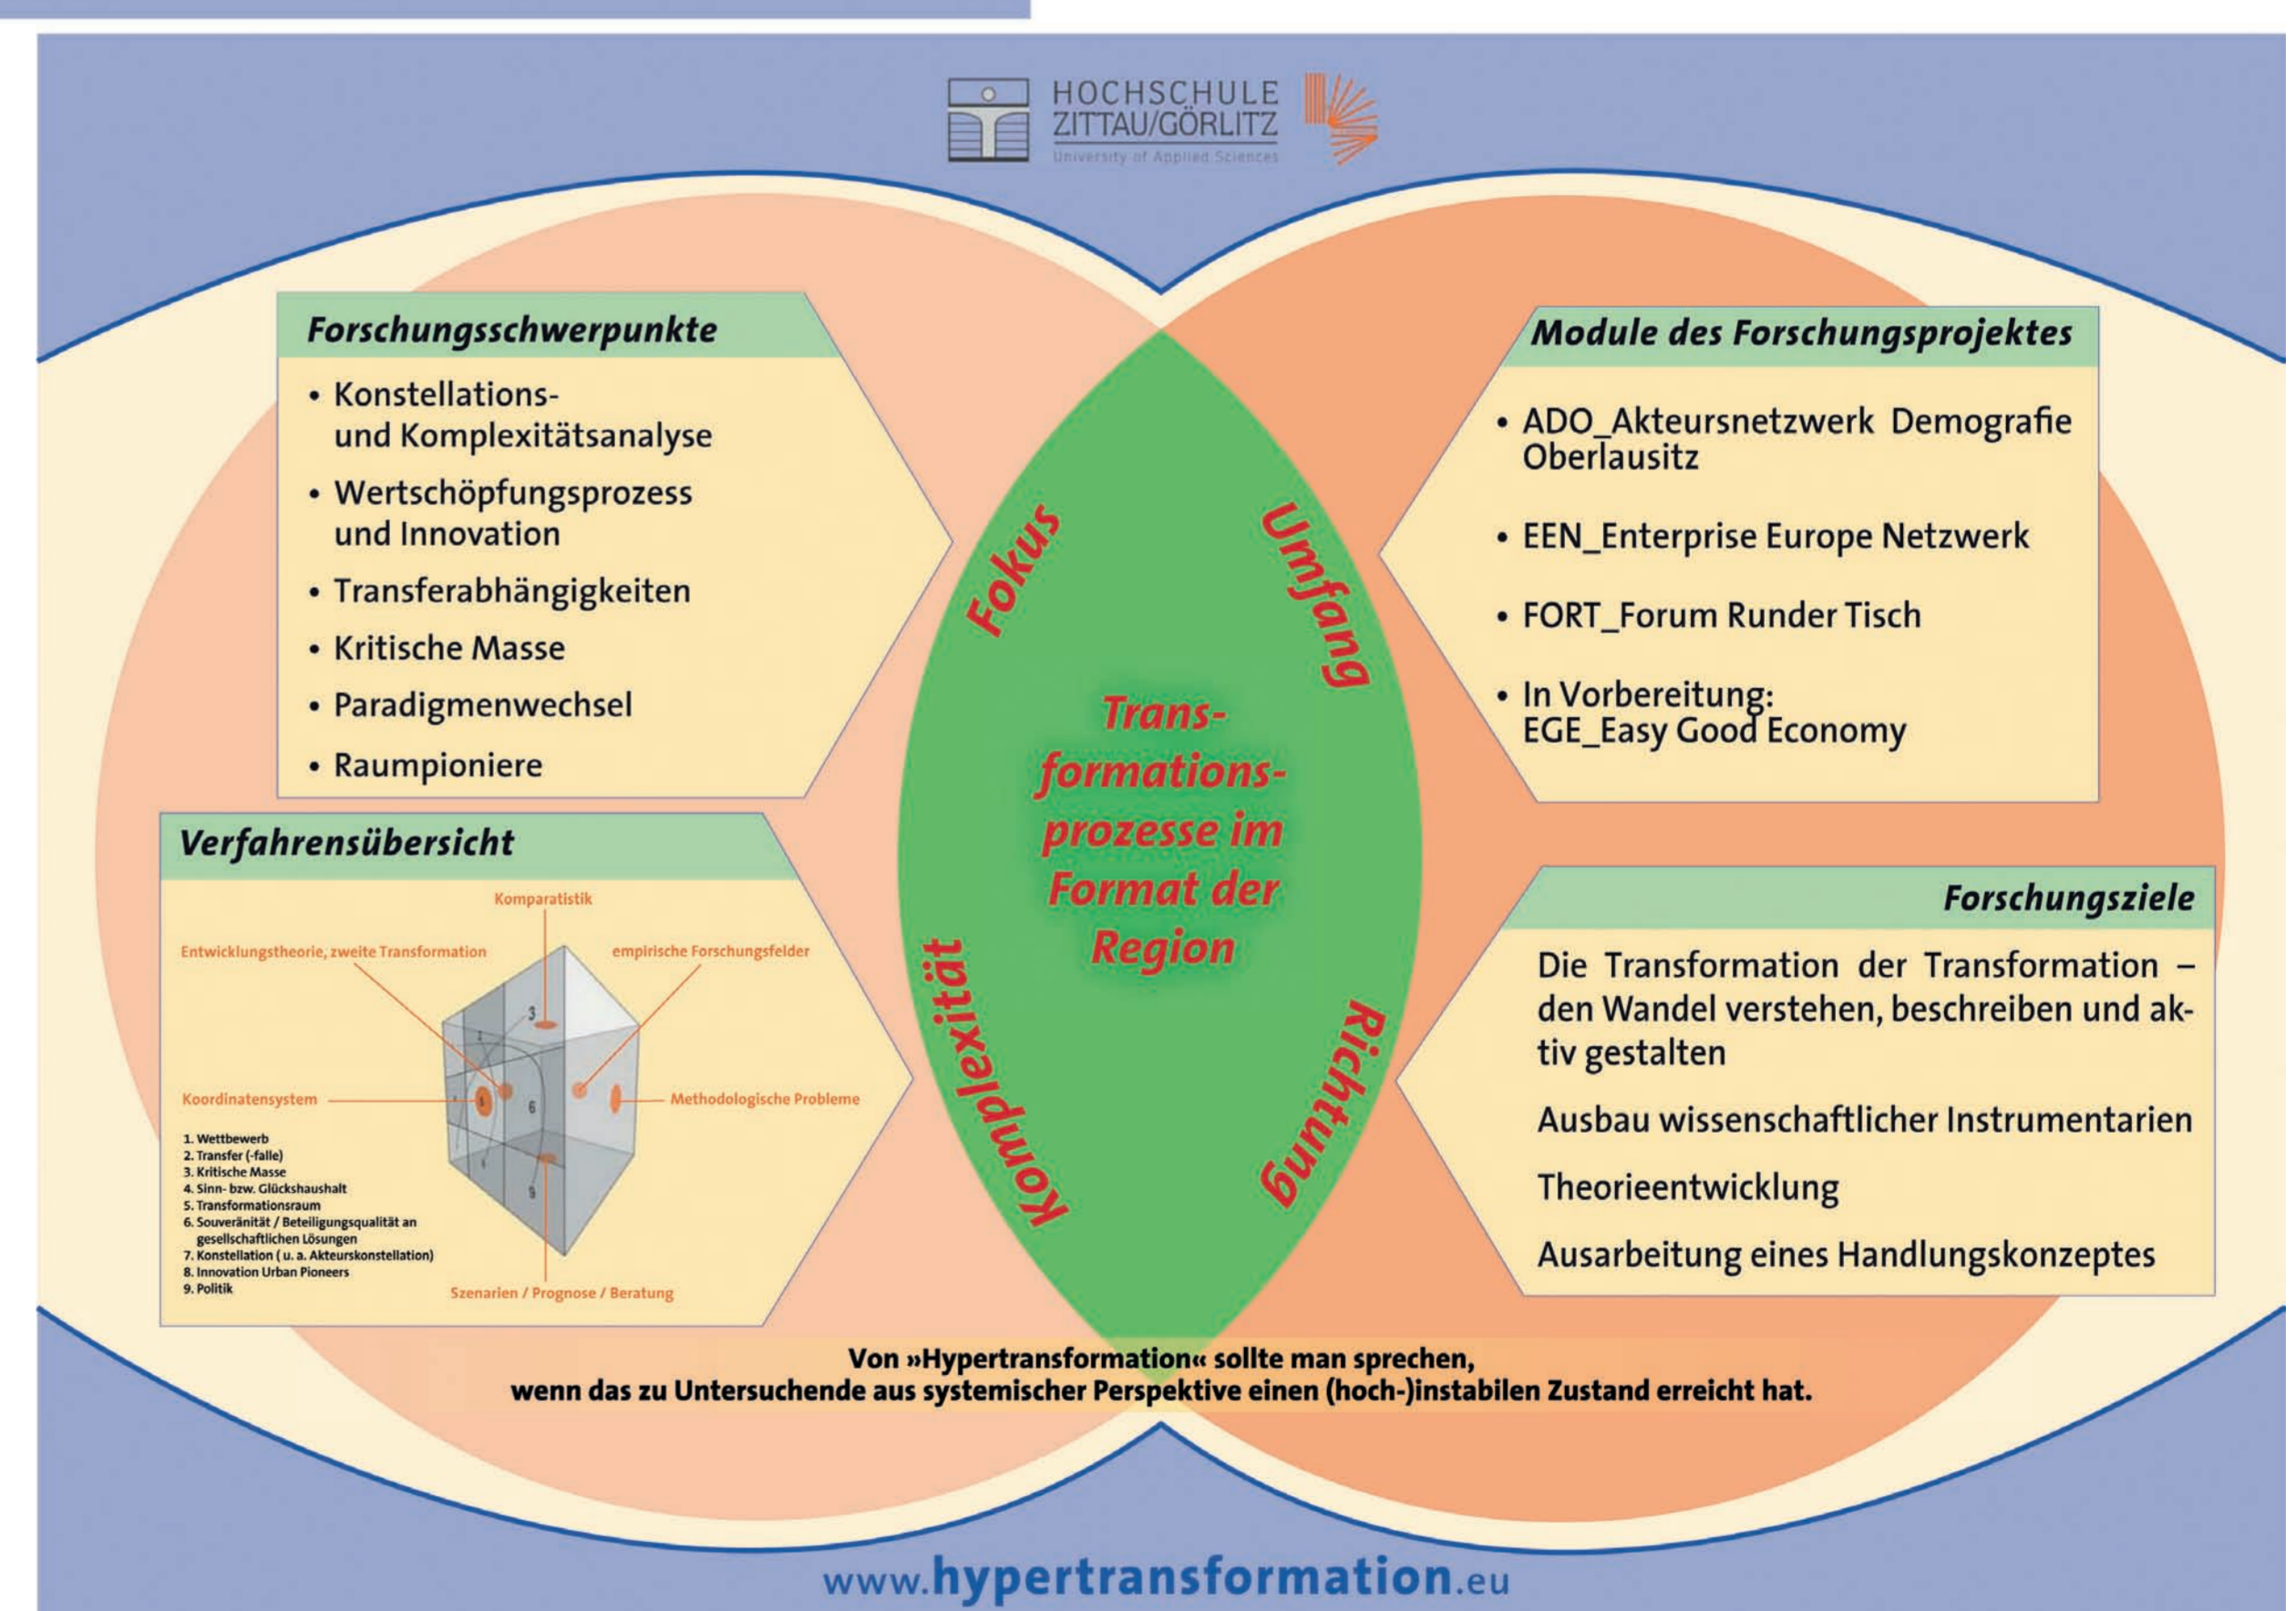 HOCHSCHULE
ZITTAU/GÖRLITZ
University of Applied Sciences
Forschungsschwerpunkte
• Konstellations-
und Komplexitätsanalyse
• Wertschöpfungsprozess
und Innovation
• Transferabhängigkeiten
• Kritische Masse
• Paradigmenwechsel
• Raumpioniere
Verfahrensübersicht
Komparatistik
Entwicklungstheorie, zweite Transformation
empirische Forschungsfelder
Koordinatensystem
Methodologische Probleme
3
6
9
1. Wettbewerb
2. Transfer (-falle)
3. Kritische Masse
4. Sinn- bzw. Glückshaushalt
5. Transformationsraum
6. Souveränität / Beteiligungsqualität an
gesellschaftlichen Lösungen
7. Konstellation ( u. a. Akteurskonstellation)
8. Innovation Urban Pioneers
9. Politik
Szenarien / Prognose / Beratung
Fokus
Umfang
Trans-
formations-
prozesse im
Format der
Region
Komplexität
Richtung
Module des Forschungsprojektes
• ADO_Akteursnetzwerk Demografie
Oberlausitz
• EEN_Enterprise Europe Netzwerk
• FORT_Forum Runder Tisch
• In Vorbereitung:
EGE_Easy Good Economy
Forschungsziele
Die Transformation der Transformation –
den Wandel verstehen, beschreiben und ak-
tiv gestalten
Ausbau wissenschaftlicher Instrumentarien
Theorieentwicklung
Ausarbeitung eines Handlungskonzeptes
Von »Hypertransformation« sollte man sprechen,
wenn das zu Untersuchende aus systemischer Perspektive einen (hoch-)instabilen Zustand erreicht hat.
www.hypertransformation.eu